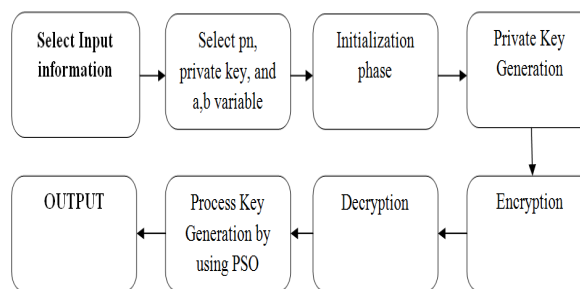 Select Input
information
Select pn,
private key, and
a,b variable
Initialization
phase
Private Key
Generation
OUTPUT
Process Key
Generation by
using PSO
Decryption
Encryption